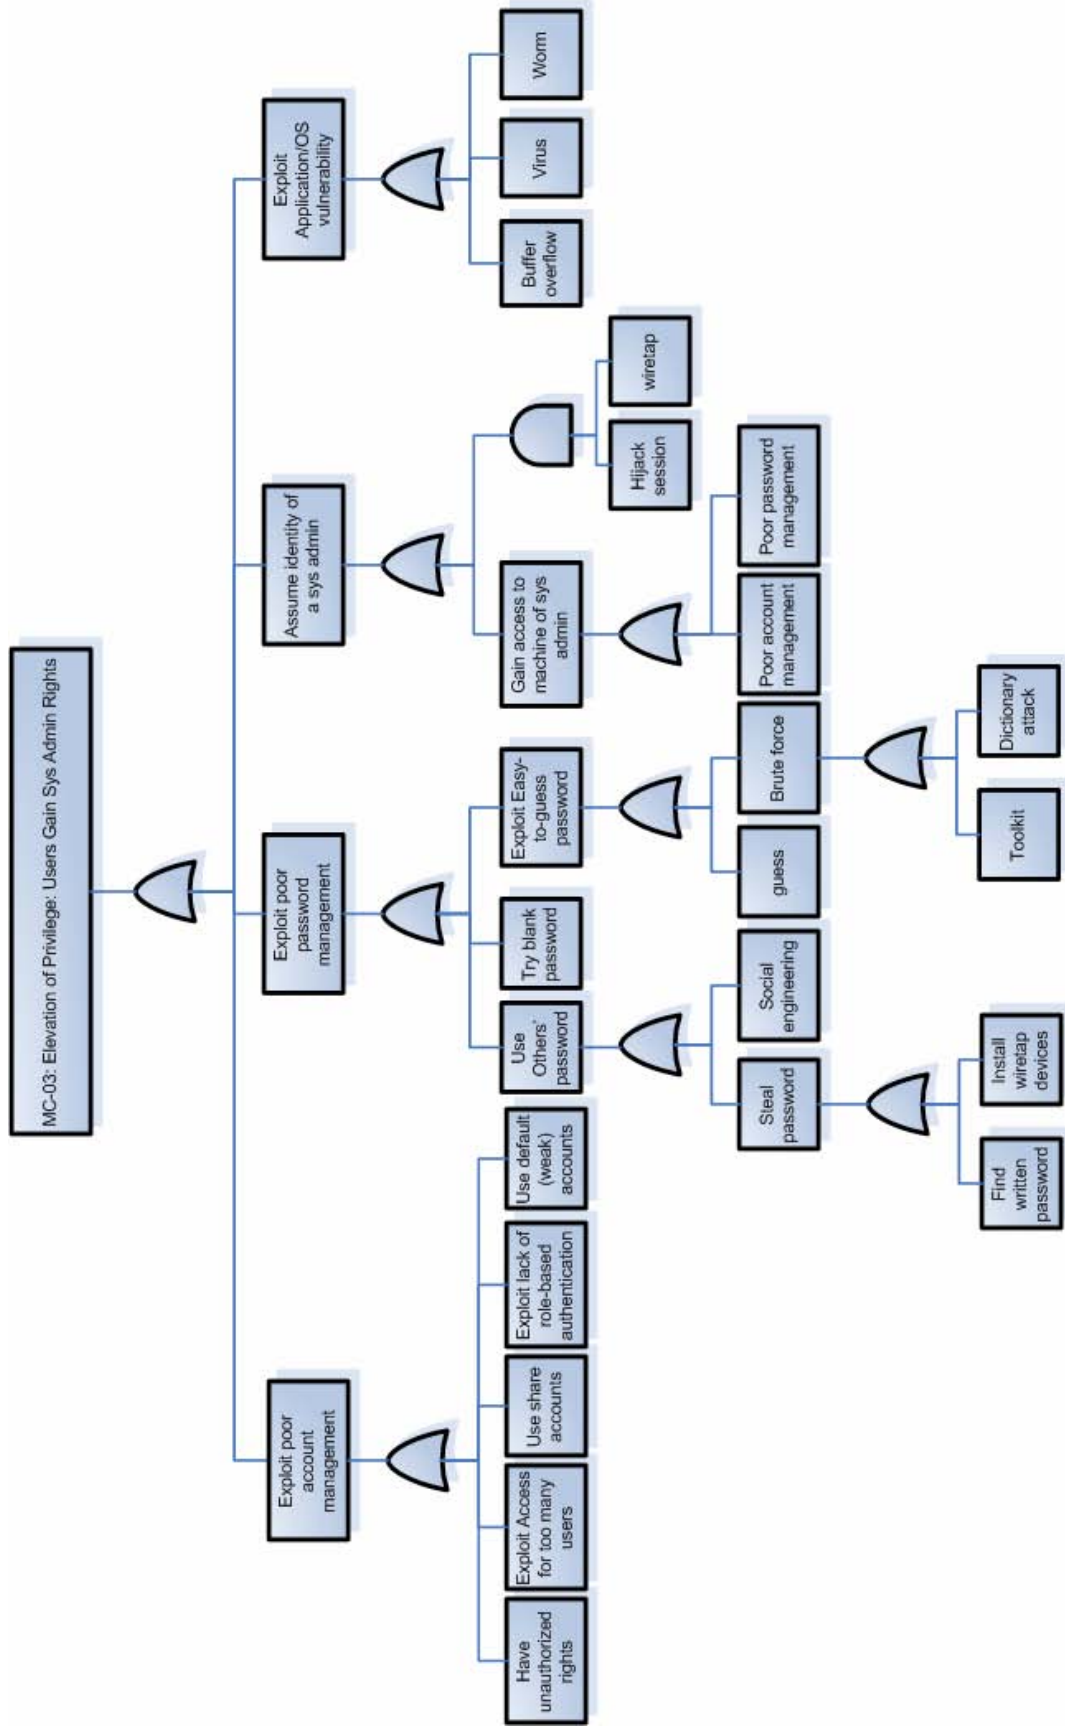 MC-03: Elevation of Privilege: Users Gain Sys Admin Rights
Exploit poor
account
management
Exploit poor
password
management
Assume identity of
a sys admin
Exploit
Application/OS
vulnerability
Have
unauthorized
rights
Exploit Access
for too many
users
Use share
accounts
Exploit lack of
role-based
authentication
Use default
(weak)
accounts
Use
Others'
password
Try blank
password
Exploit Easy-
to-guess
password
Gain access to
machine of sys
admin
Buffer
overflow
Virus
Worm
Hijack
session
wiretap
Steal
password
Social
engineering
guess
Brute force
Poor account
management
Poor password
management
Find
written
password
Install
wiretap
devices
Toolkit
Dictionary
attack